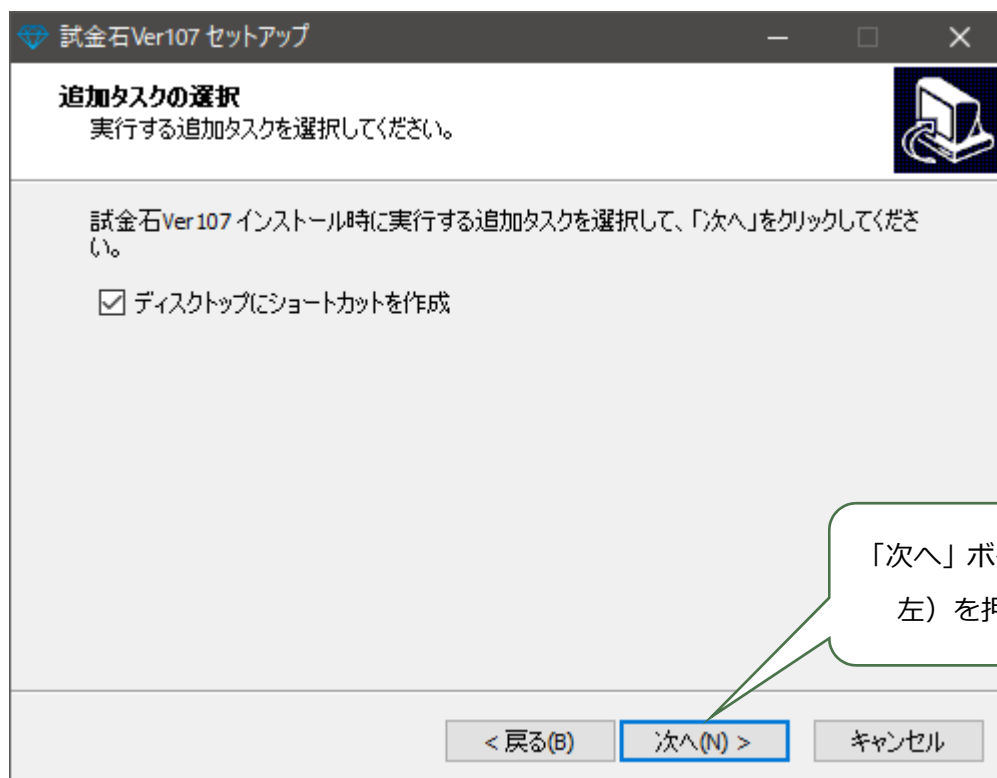 試金石Ver107 セットアップ
追加タスクの選択
実行する追加タスクを選択してください。
試金石Ver107 インストール時に実行する追加タスクを選択して、「次へ」をクリックしてくださ
い。
ディスクトップにショートカットを作成
「次へ」ボ
左）を押
< 戻る(B)
次へ(N) >
キャンセル